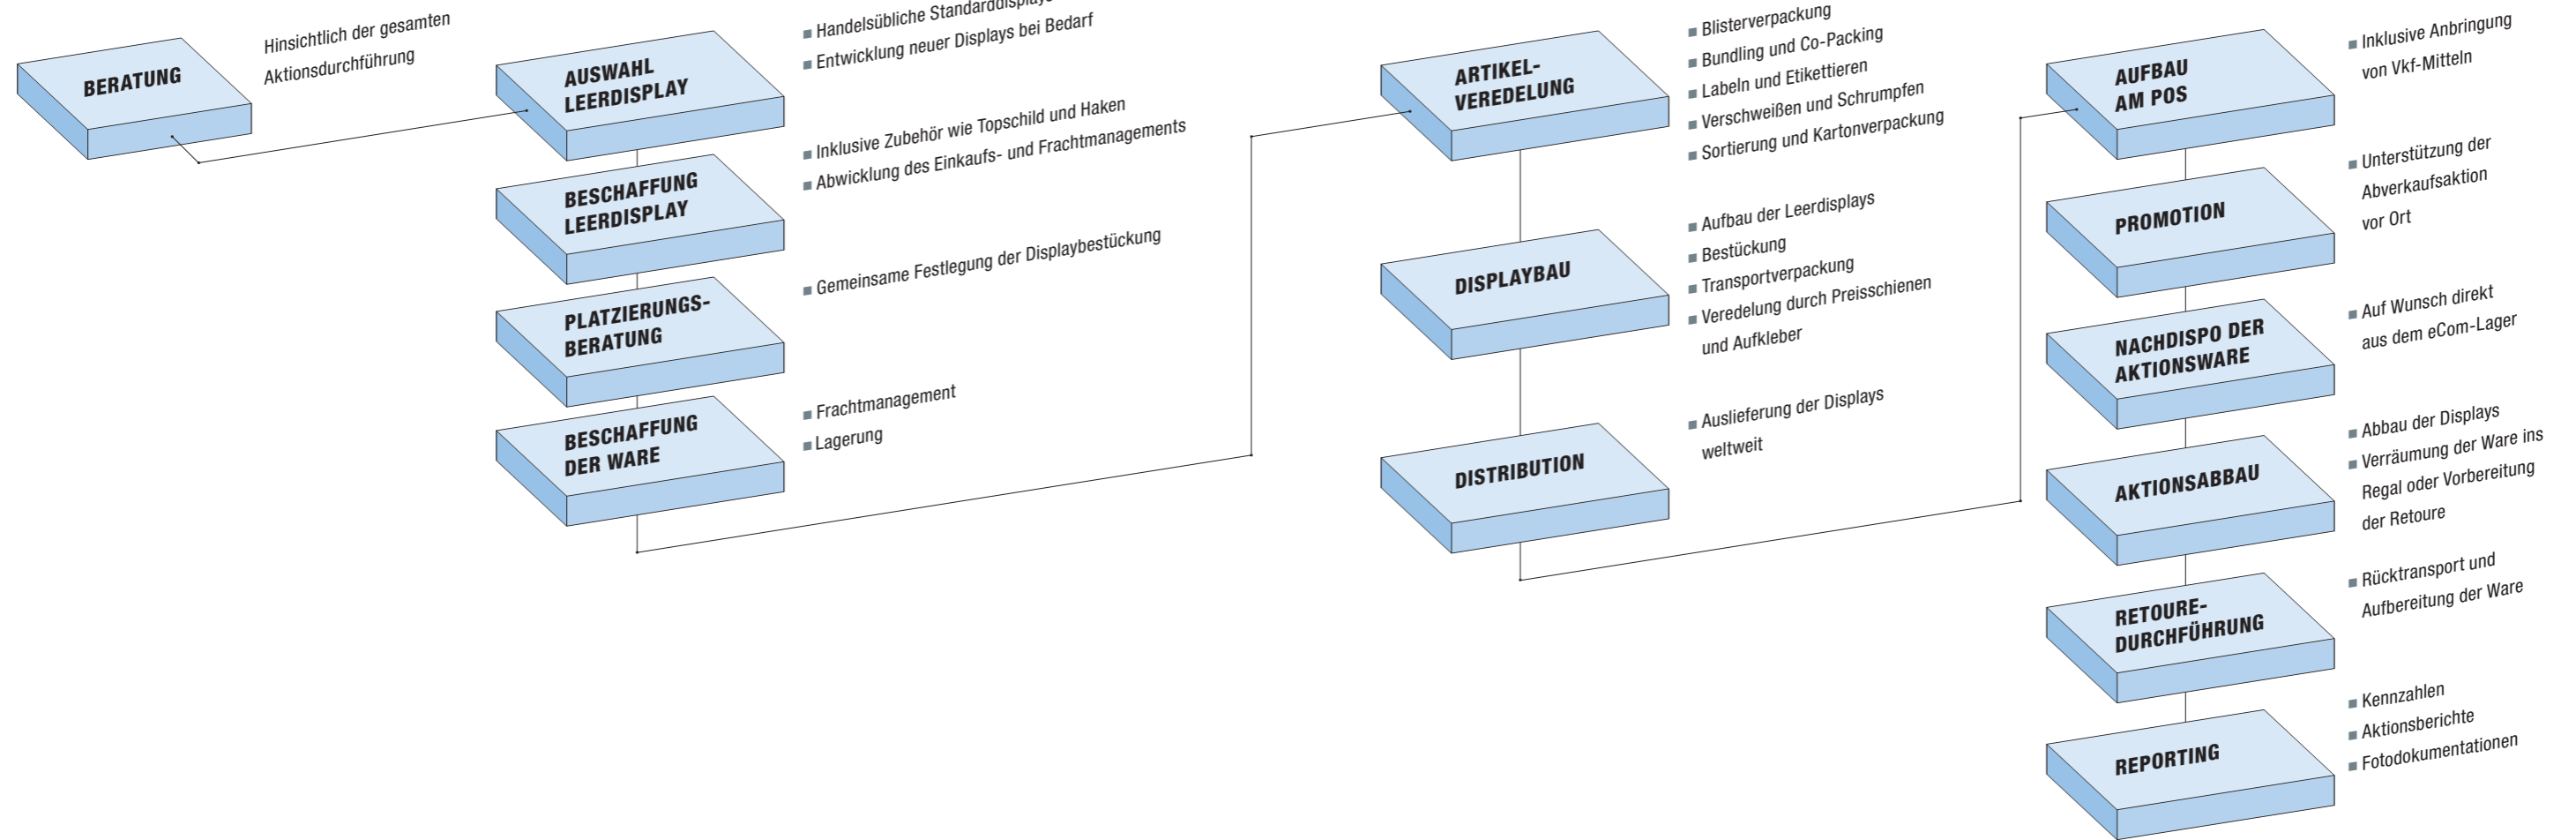 BERATUNG
Hinsichtlich der gesamten
Aktionsdurchführung
AUSWAHL
LEERDISPLAY
Handelsübliche Standarddisplays
Entwicklung neuer Displays bei Bedarf
BESCHAFFUNG
LEERDISPLAY
Inklusive Zubehör wie Topschild und Haken
Abwicklung des Einkaufs- und Frachtmanagements
PLATZIERUNGS-
BERATUNG
Gemeinsame Festlegung der Displaybestückung
BESCHAFFUNG
DER WARE
Frachtmanagement
Lagerung
ARTIKEL-
VEREDELUNG
Blisterverpackung
Bundling und Co-Packing
Labeln und Etikettieren
Verschweißen und Schrumpfen
Sortierung und Kartonverpackung
DISPLAYBAU
Aufbau der Leerdisplays
Bestückung
Transportverpackung
Veredelung durch Preisschienen
und Aufkleber
DISTRIBUTION
Auslieferung der Displays
weltweit
AUFBAU
AM POS
Inklusive Anbringung
von Vkf-Mitteln
PROMOTION
Unterstützung der
Abverkaufsaktion
vor Ort
NACHDISPO DER
AKTIONSWARE
Auf Wunsch direkt
aus dem eCom-Lager
AKTIONSABBAU
Abbau der Displays
Verräumung der Ware ins
Regal oder Vorbereitung
der Retoure
RETOURE-
DURCHFÜHRUNG
Rücktransport und
Aufbereitung der Ware
REPORTING
Kennzahlen
Aktionsberichte
Fotodokumentationen